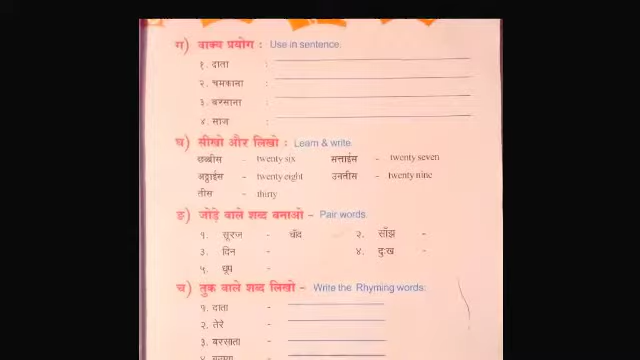 ग) वाक्य प्रयोग : Use in sentence.
१. दाता :
२. चमकाना :
३. बरसाना :
४. साज :
घ) सीखो और लिखो : Learn & write.
छब्बीस - twenty six सत्ताईस - twenty seven
अट्ठाईस - twenty eight उनतीस - twenty nine
तीस - thirty
ङ) जोड़े वाले शब्द बनाओ - Pair words.
१. सूरज - चाँद २. साँझ -
३. दिन - ४. दुःख -
५. धूप -
च) तुक वाले शब्द लिखो - Write the Rhyming words:
१. दाता -
२. तेरे -
३. बरसाता -
४.